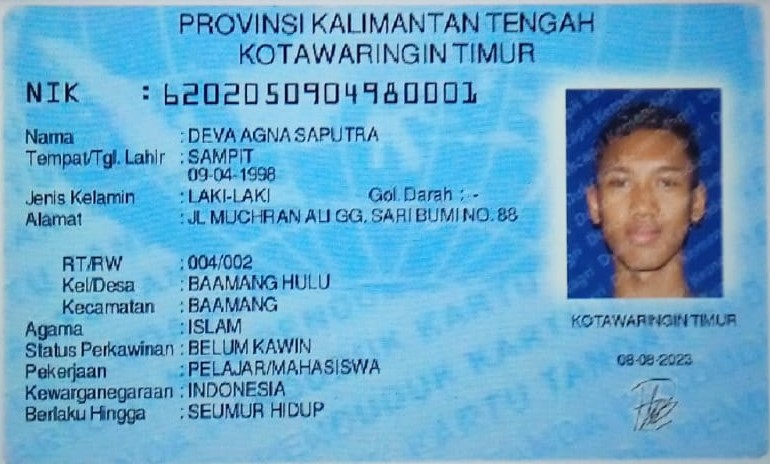 PROVINSI KALIMANTAN TENGAH
KOTAWARINGIN TIMUR
NIK : 6202050904980001
Nama : DEVA AGNA SAPUTRA
Tempat/Tgl. Lahir : SAMPIT
09-04-1998
Jenis Kelamin : LAKI-LAKI Gol. Darah : -
Alamat : JL MUCHRAN ALI GG. SARI BUMI NO. 88
RT/RW : 004/002
Kel/Desa : BAAMANG HULU
Kecamatan : BAAMANG
Agama : ISLAM
Status Perkawinan : BELUM KAWIN
Pekerjaan : PELAJAR/MAHASISWA
Kewarganegaraan : INDONESIA
Berlaku Hingga : SEUMUR HIDUP
KOTAWARINGIN TIMUR
08-08-2023